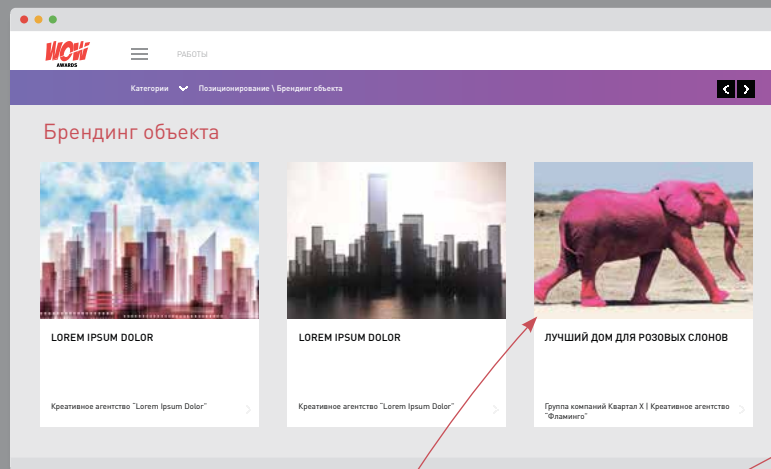 WOW
AWARDS
РАБОТЫ
Категории
Позиционирование \ Брендинг объекта
Брендинг объекта
LOREM IPSUM DOLOR
Креативное агентство "Lorem Ipsum Dolor"
LOREM IPSUM DOLOR
Креативное агентство "Lorem Ipsum Dolor"
ЛУЧШИЙ ДОМ ДЛЯ РОЗОВЫХ СЛОНОВ
Группа компаний Квартал X | Креативное агентство
"Фламинго"